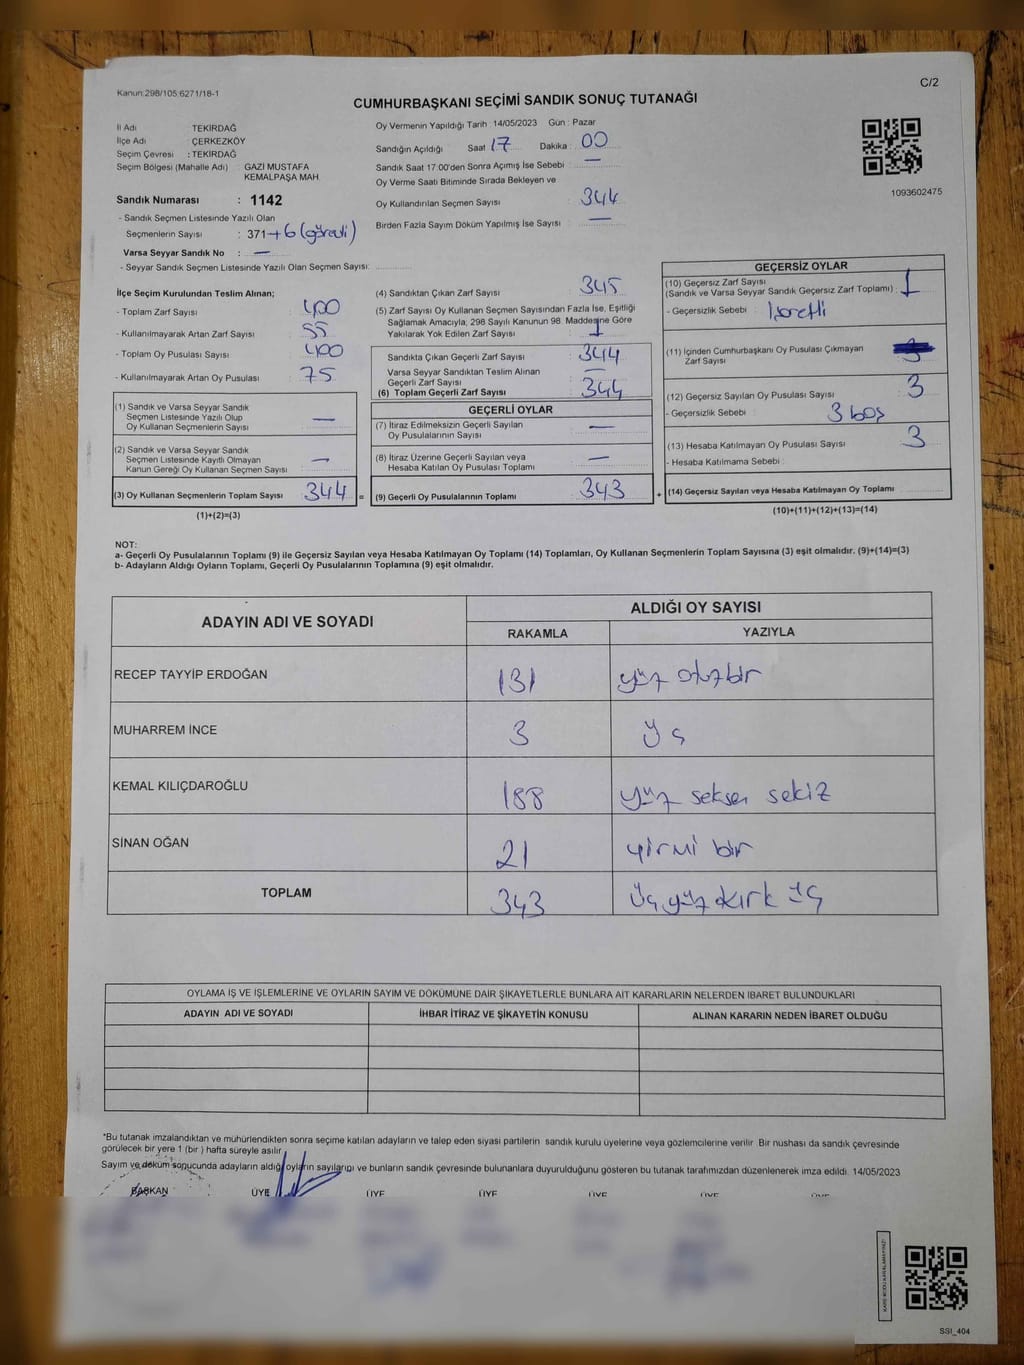 Kanun:298/105:6271/18-1
C/2
CUMHURBAŞKANI SEÇİMİ SANDIK SONUÇ TUTANAĞI
İl Adı TEKİRDAĞ
İlçe Adı : ÇERKEZKÖY
Seçim Çevresi : TEKİRDAĞ
Seçim Bölgesi (Mahalle Adı) GAZİ MUSTAFA
KEMALPAŞA MAH.
Sandık Numarası : 1142
- Sandık Seçmen Listesinde Yazılı Olan
Seçmenlerin Sayısı : 371+6 (görevli)
Varsa Seyyar Sandık No : —
- Seyyar Sandık Seçmen Listesinde Yazılı Olan Seçmen Sayısı:
Oy Vermenin Yapıldığı Tarih : 14/05/2023 Gün : Pazar
Sandığın Açıldığı Saat 17 Dakika : 00
Sandık Saat 17:00'den Sonra Açımış İse Sebebi : —
Oy Verme Saati Bitiminde Sırada Bekleyen ve
Oy Kullandırılan Seçmen Sayısı : 344
Birden Fazla Sayım Döküm Yapılmış İse Sayısı : —
1093602475
İlçe Seçim Kurulundan Teslim Alınan;
- Toplam Zarf Sayısı : 400
- Kullanılmayarak Artan Zarf Sayısı : 55
- Toplam Oy Pusulası Sayısı : 400
- Kullanılmayarak Artan Oy Pusulası : 75
(1) Sandık ve Varsa Seyyar Sandık
Seçmen Listesinde Yazılı Olup
Oy Kullanan Seçmenlerin Sayısı : —
(2) Sandık ve Varsa Seyyar Sandık
Seçmen Listesinde Kayıtlı Olmayan
Kanun Gereği Oy Kullanan Seçmen Sayısı : —
(3) Oy Kullanan Seçmenlerin Toplam Sayısı : 344 =
(1)+(2)=(3)
(4) Sandıktan Çıkan Zarf Sayısı : 345
(5) Zarf Sayısı Oy Kullanan Seçmen Sayısından Fazla İse, Eşitliği
Sağlamak Amacıyla; 298 Sayılı Kanunun 98. Maddesine Göre
Yakılarak Yok Edilen Zarf Sayısı : 1
Sandıkta Çıkan Geçerli Zarf Sayısı : 344
Varsa Seyyar Sandıktan Teslim Alınan
Geçerli Zarf Sayısı : —
(6) Toplam Geçerli Zarf Sayısı : 344
GEÇERLİ OYLAR
(7) İtiraz Edilmeksizin Geçerli Sayılan
Oy Pusulalarının Sayısı : —
(8) İtiraz Üzerine Geçerli Sayılan veya
Hesaba Katılan Oy Pusulası Toplamı : —
(9) Geçerli Oy Pusulalarının Toplamı : 343 +
GEÇERSİZ OYLAR
(10) Geçersiz Zarf Sayısı
(Sandık ve Varsa Seyyar Sandık Geçersiz Zarf Toplamı) : 1
- Geçersizlik Sebebi : İşaretli
(11) İçinden Cumhurbaşkanı Oy Pusulası Çıkmayan
Zarf Sayısı :
(12) Geçersiz Sayılan Oy Pusulası Sayısı : 3
- Geçersizlik Sebebi : 3 boş
(13) Hesaba Katılmayan Oy Pusulası Sayısı : 3
- Hesaba Katılmama Sebebi :
(14) Geçersiz Sayılan veya Hesaba Katılmayan Oy Toplamı
(10)+(11)+(12)+(13)=(14)
NOT:
a- Geçerli Oy Pusulalarının Toplamı (9) ile Geçersiz Sayılan veya Hesaba Katılmayan Oy Toplamı (14) Toplamları, Oy Kullanan Seçmenlerin Toplam Sayısına (3) eşit olmalıdır. (9)+(14)=(3)
b- Adayların Aldığı Oyların Toplamı, Geçerli Oy Pusulalarının Toplamına (9) eşit olmalıdır.
ADAYIN ADI VE SOYADI ALDIĞI OY SAYISI
RAKAMLA YAZIYLA
RECEP TAYYİP ERDOĞAN 131 yüz otuzbir
MUHARREM İNCE 3 üç
KEMAL KILIÇDAROĞLU 188 yüz seksen sekiz
SİNAN OĞAN 21 yirmi bir
TOPLAM 343 üçyüz kırk üç
OYLAMA İŞ VE İŞLEMLERİNE VE OYLARIN SAYIM VE DÖKÜMÜNE DAİR ŞİKAYETLERLE BUNLARA AİT KARARLARIN NELERDEN İBARET BULUNDUKLARI
ADAYIN ADI VE SOYADI İHBAR İTİRAZ VE ŞİKAYETİN KONUSU ALINAN KARARIN NEDEN İBARET OLDUĞU
*Bu tutanak imzalandıktan ve mühürlendikten sonra seçime katılan adayların ve talep eden siyasi partilerin sandık kurulu üyelerine veya gözlemcilerine verilir. Bir nüshası da sandık çevresinde
görülecek bir yere 1 (bir) hafta süreyle asılır
Sayım ve döküm sonucunda adayların aldığı oyların sayılarını ve bunların sandık çevresinde bulunanlara duyurulduğunu gösteren bu tutanak tarafımızdan düzenlenerek imza edildi. 14/05/2023
BAŞKAN ÜYE ÜYE ÜYE ÜYE ÜYE ÜYE
SSI_404